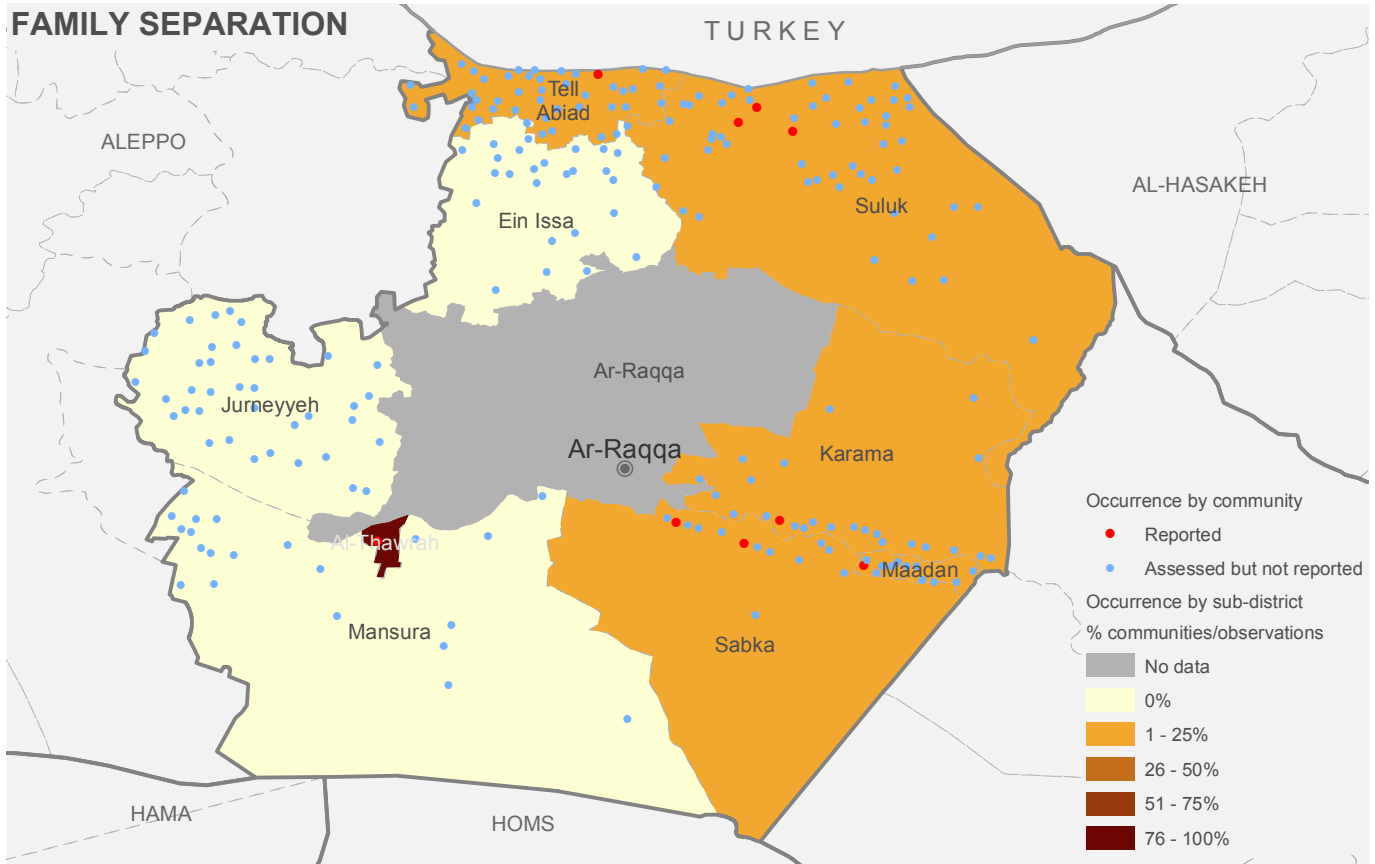 FAMILY SEPARATION
TURKEY
Tell
Abiad
ALEPPO
AL-HASAKEH
Suluk
Ein Issa
Ar-Raqqa
Jurneyyeh
Ar-Raqqa
Karama
Occurrence by community
Reported
Assessed but not reported
Al-Thawrah
Maadan
Occurrence by sub-district
% communities/observations
Mansura
Sabka
No data
0%
1 - 25%
26 - 50%
51 - 75%
76 - 100%
HAMA
HOMS